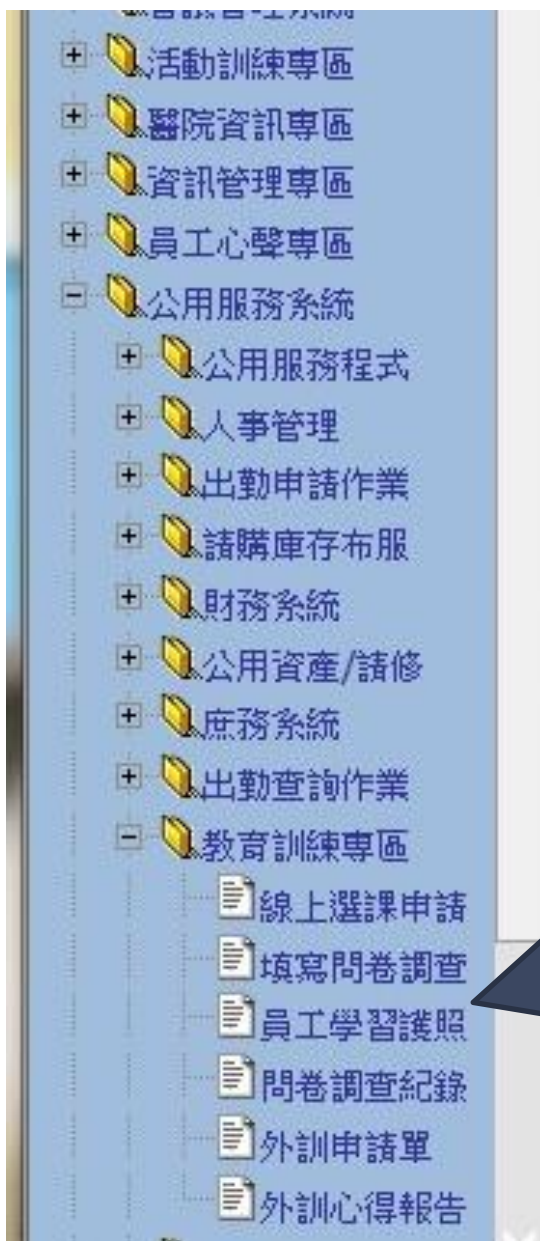 活動訓練專區
醫院資訊專區
資訊管理專區
員工心聲專區
公用服務系統
公用服務程式
人事管理
出勤申請作業
請購庫存布服
財務系統
公用資產/請修
庶務系統
出勤查詢作業
教育訓練專區
線上選課申請
填寫問卷調查
員工學習護照
問卷調查紀錄
外訓申請單
外訓心得報告